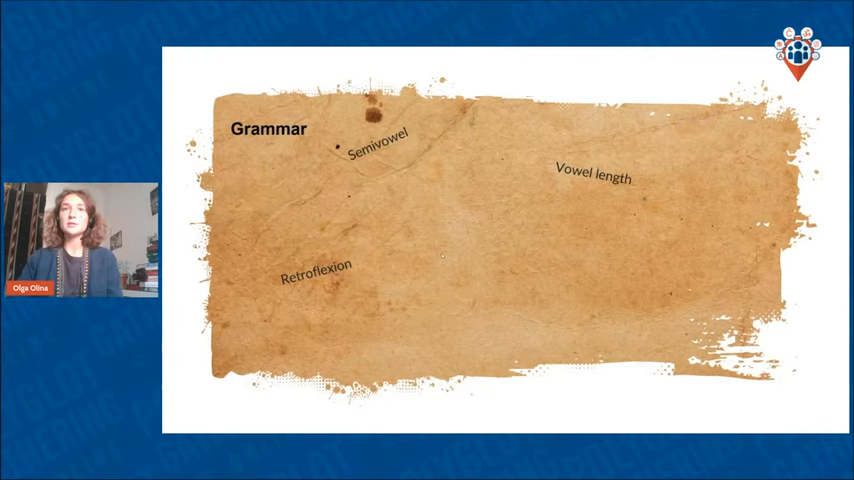 Grammar
Semivowel
Vowel length
Retroflexion
Olga Olina